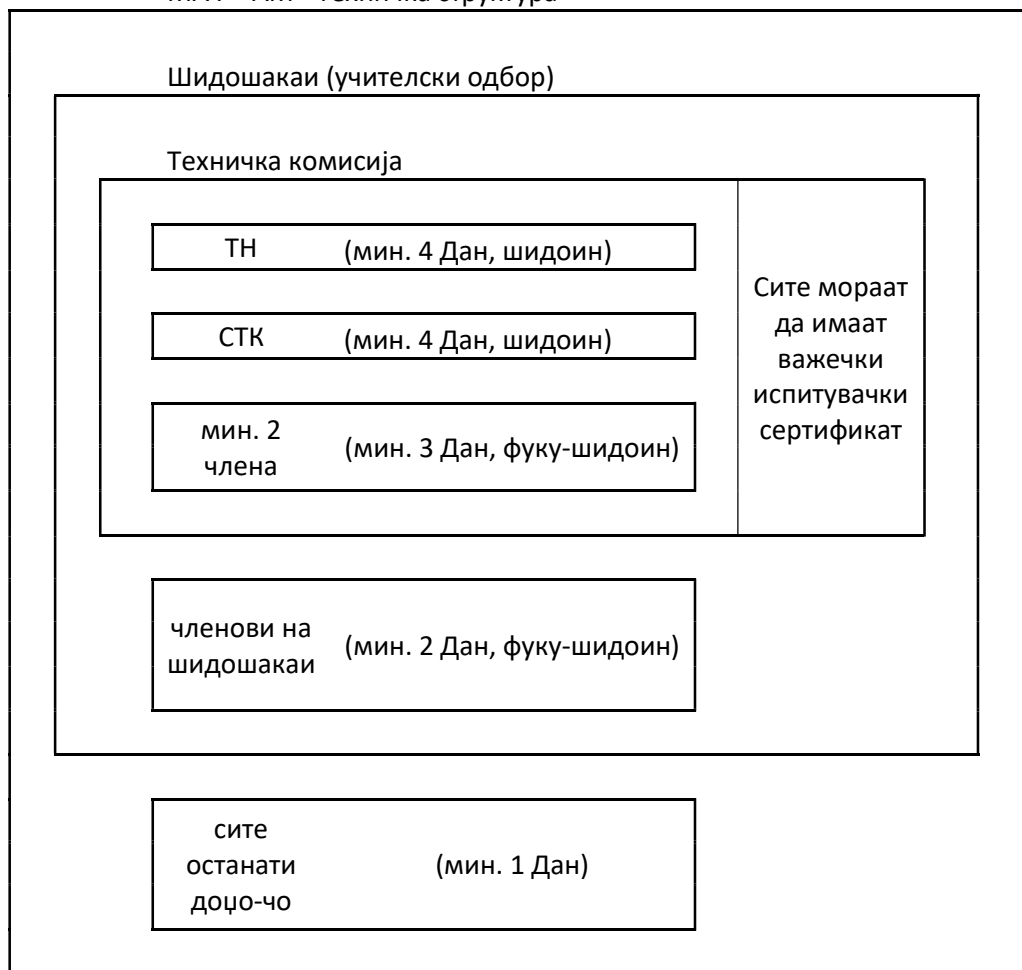 Шидошакаи (учителски одбор)
Техничка комисија
ТН (мин. 4 Дан, шидоин)
СТК (мин. 4 Дан, шидоин)
мин. 2
члена
(мин. 3 Дан, фуку-шидоин)
Сите мораат
да имаат
важечки
испитувачки
сертификат
членови на
шидошакаи
(мин. 2 Дан, фуку-шидоин)
сите
останати
доџо-чо
(мин. 1 Дан)